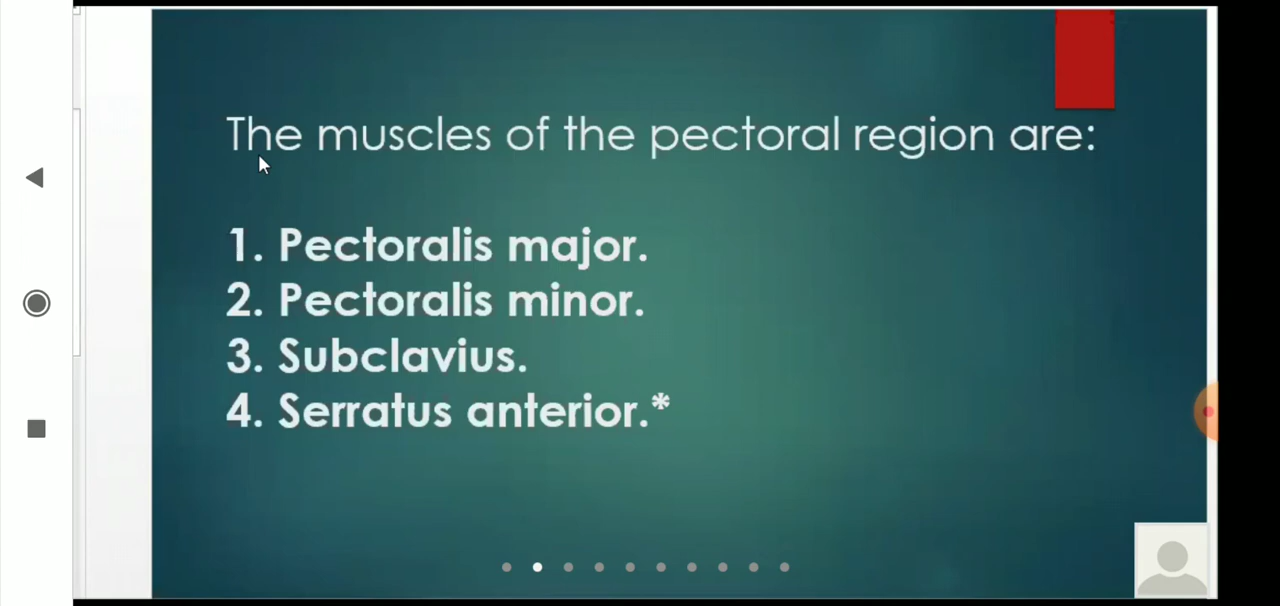 The muscles of the pectoral region are:
1. Pectoralis major.
2. Pectoralis minor.
3. Subclavius.
4. Serratus anterior.*